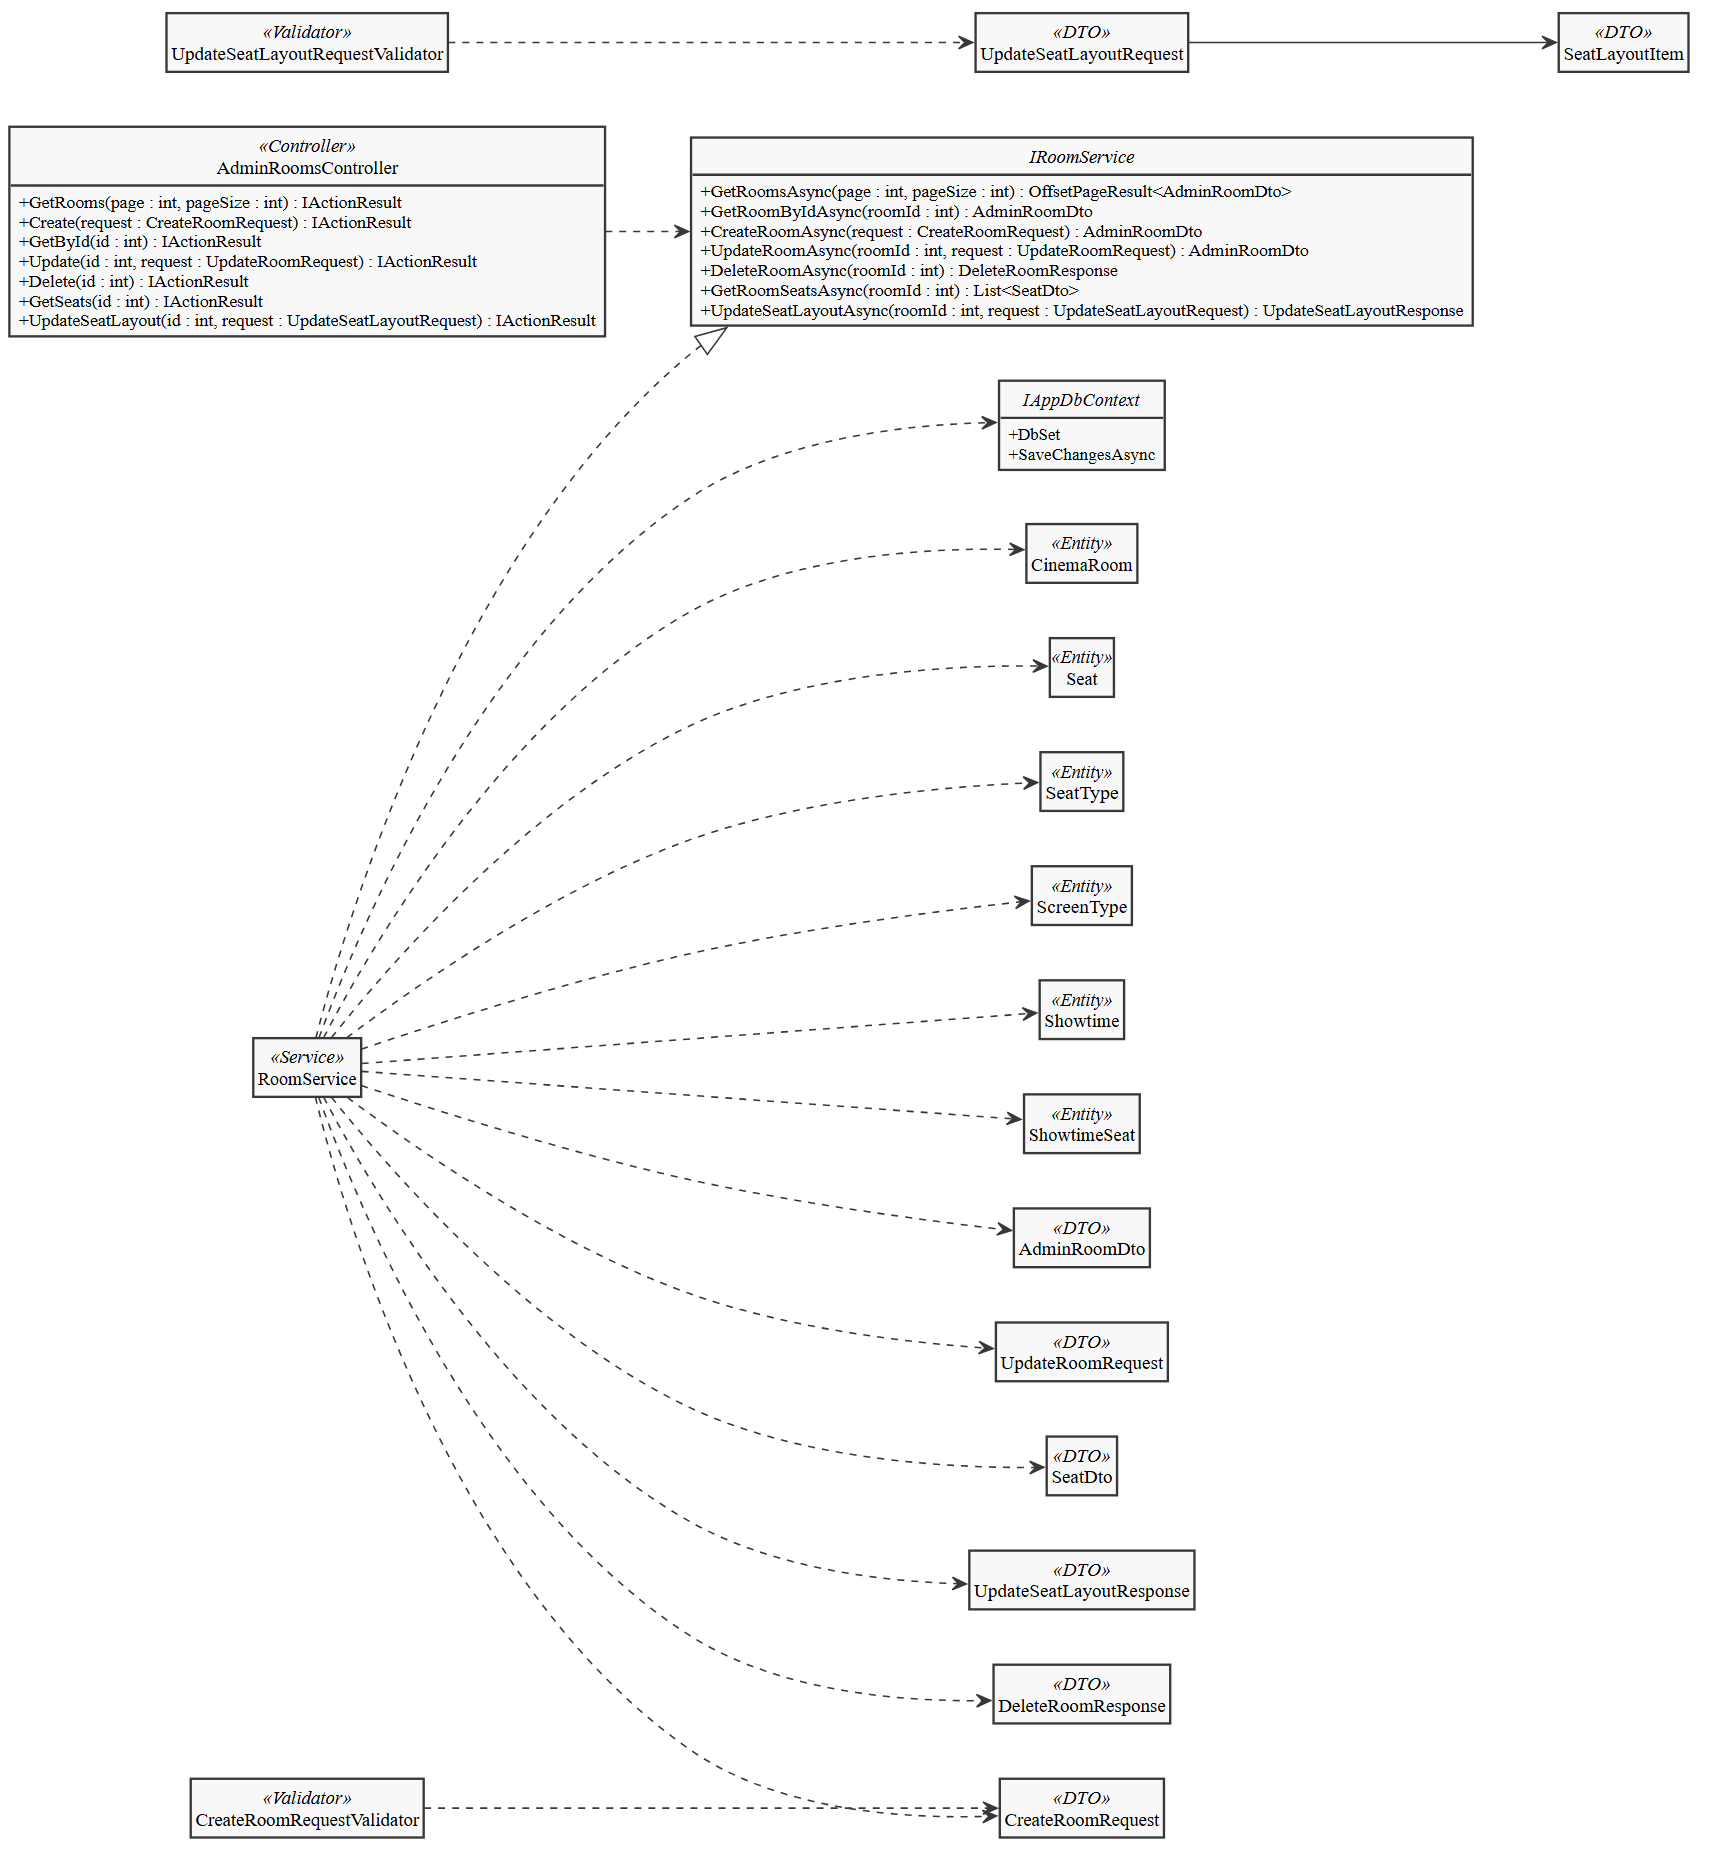 «Validator»
UpdateSeatLayoutRequestValidator
«DTO»
UpdateSeatLayoutRequest
«DTO»
SeatLayoutItem
«Controller»
AdminRoomsController
+GetRooms(page : int, pageSize : int) : IActionResult
+Create(request : CreateRoomRequest) : IActionResult
+GetById(id : int) : IActionResult
+Update(id : int, request : UpdateRoomRequest) : IActionResult
+Delete(id : int) : IActionResult
+GetSeats(id : int) : IActionResult
+UpdateSeatLayout(id : int, request : UpdateSeatLayoutRequest) : IActionResult
IRoomService
+GetRoomsAsync(page : int, pageSize : int) : OffsetPageResult<AdminRoomDto>
+GetRoomByIdAsync(roomId : int) : AdminRoomDto
+CreateRoomAsync(request : CreateRoomRequest) : AdminRoomDto
+UpdateRoomAsync(roomId : int, request : UpdateRoomRequest) : AdminRoomDto
+DeleteRoomAsync(roomId : int) : DeleteRoomResponse
+GetRoomSeatsAsync(roomId : int) : List<SeatDto>
+UpdateSeatLayoutAsync(roomId : int, request : UpdateSeatLayoutRequest) : UpdateSeatLayoutResponse
IAppDbContext
+DbSet
+SaveChangesAsync
«Entity»
CinemaRoom
«Entity»
Seat
«Entity»
SeatType
«Entity»
ScreenType
«Entity»
Showtime
«Service»
RoomService
«Entity»
ShowtimeSeat
«DTO»
AdminRoomDto
«DTO»
UpdateRoomRequest
«DTO»
SeatDto
«DTO»
UpdateSeatLayoutResponse
«DTO»
DeleteRoomResponse
«Validator»
CreateRoomRequestValidator
«DTO»
CreateRoomRequest